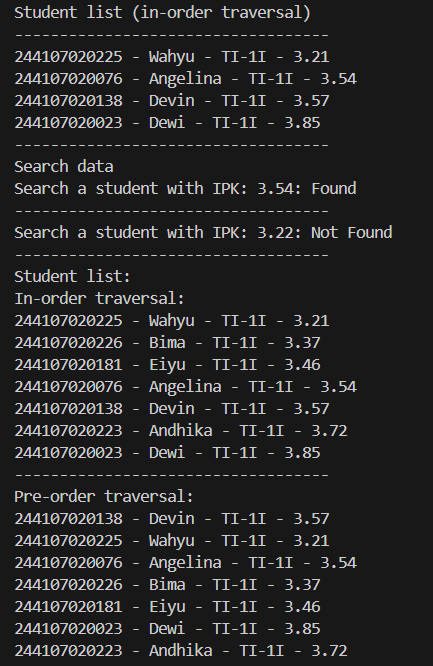 Student list (in-order traversal)
-----------------------------------
244107020225 - Wahyu - TI-1I - 3.21
244107020076 - Angelina - TI-1I - 3.54
244107020138 - Devin - TI-1I - 3.57
244107020023 - Dewi - TI-1I - 3.85
-----------------------------------
Search data
Search a student with IPK: 3.54: Found
-----------------------------------
Search a student with IPK: 3.22: Not Found
-----------------------------------
Student list:
In-order traversal:
244107020225 - Wahyu - TI-1I - 3.21
244107020226 - Bima - TI-1I - 3.37
244107020181 - Eiyu - TI-1I - 3.46
244107020076 - Angelina - TI-1I - 3.54
244107020138 - Devin - TI-1I - 3.57
244107020223 - Andhika - TI-1I - 3.72
244107020023 - Dewi - TI-1I - 3.85
-----------------------------------
Pre-order traversal:
244107020138 - Devin - TI-1I - 3.57
244107020225 - Wahyu - TI-1I - 3.21
244107020076 - Angelina - TI-1I - 3.54
244107020226 - Bima - TI-1I - 3.37
244107020181 - Eiyu - TI-1I - 3.46
244107020023 - Dewi - TI-1I - 3.85
244107020223 - Andhika - TI-1I - 3.72